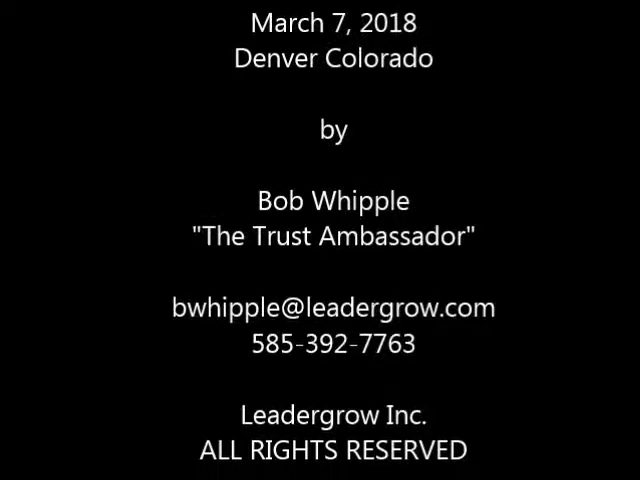 March 7, 2018
Denver Colorado
by
Bob Whipple
"The Trust Ambassador"
bwhipple@leadergrow.com
585-392-7763
Leadergrow Inc.
ALL RIGHTS RESERVED